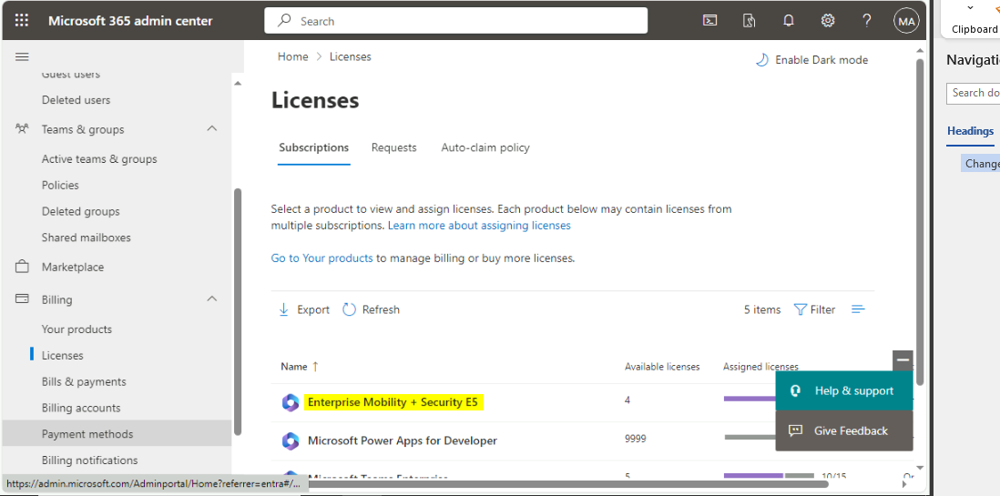 Microsoft 365 admin center
Search
?
MA
Clipboard
Home > Licenses
Enable Dark mode
Guest users
Deleted users
Teams & groups
Active teams & groups
Policies
Deleted groups
Shared mailboxes
Marketplace
Billing
Your products
Licenses
Bills & payments
Billing accounts
Payment methods
Billing notifications
https://admin.microsoft.com/Adminportal/Home?referrer=entra#/...
Licenses
Subscriptions Requests Auto-claim policy
Select a product to view and assign licenses. Each product below may contain licenses from
multiple subscriptions. Learn more about assigning licenses
Go to Your products to manage billing or buy more licenses.
Export Refresh 5 items Filter
Name ↑ Available licenses Assigned licenses
Enterprise Mobility + Security E5 4
Microsoft Power Apps for Developer 9999
Microsoft Teams Enterprise 5 10/15 Or
Help & support
Give Feedback
Navigati
Search do
Headings
Change